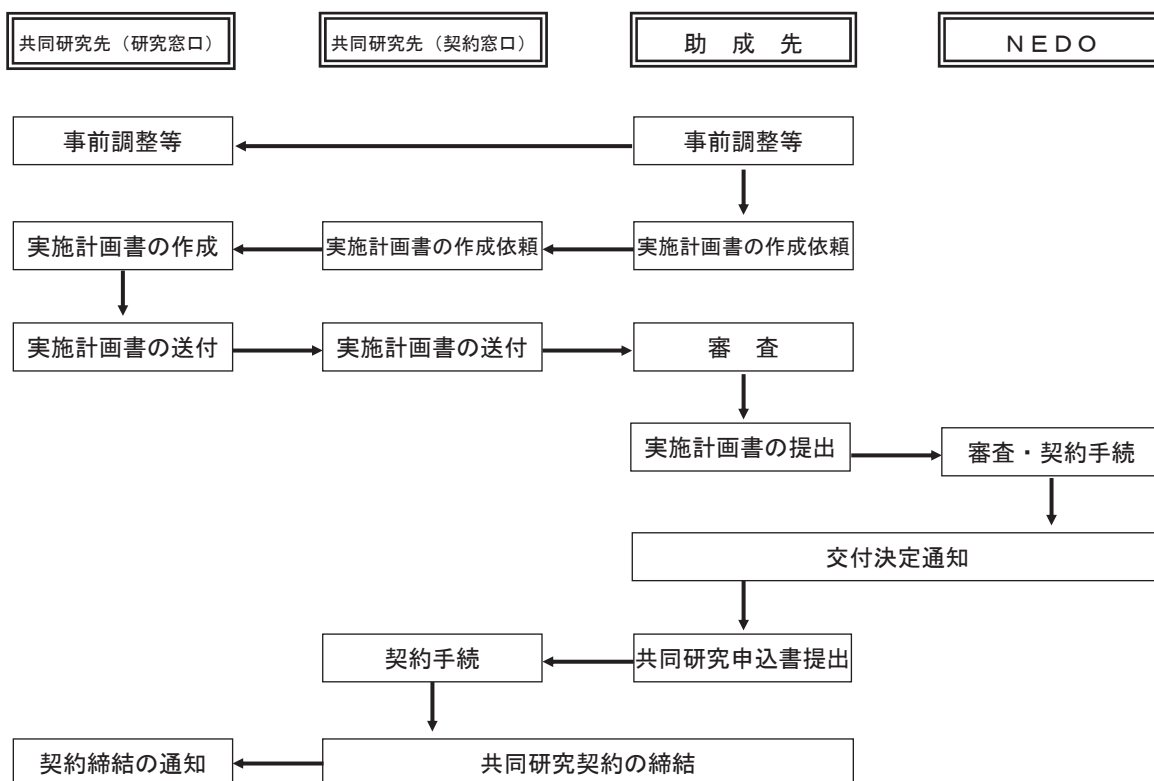 共同研究先（研究窓口）
共同研究先（契約窓口）
助　成　先
ＮＥＤＯ
事前調整等
事前調整等
実施計画書の作成
実施計画書の作成依頼
実施計画書の作成依頼
実施計画書の送付
実施計画書の送付
審　査
実施計画書の提出
審査・契約手続
交付決定通知
契約手続
共同研究申込書提出
契約締結の通知
共同研究契約の締結